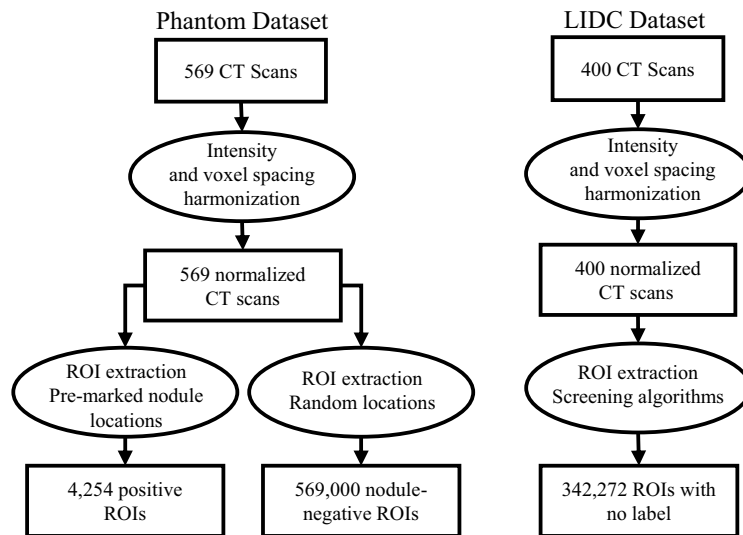 Phantom Dataset
569 CT Scans
Intensity
and voxel spacing
harmonization
569 normalized
CT scans
ROI extraction
Pre-marked nodule
locations
ROI extraction
Random locations
4,254 positive
ROIs
569,000 nodule-
negative ROIs
LIDC Dataset
400 CT Scans
Intensity
and voxel spacing
harmonization
400 normalized
CT scans
ROI extraction
Screening algorithms
342,272 ROIs with
no label